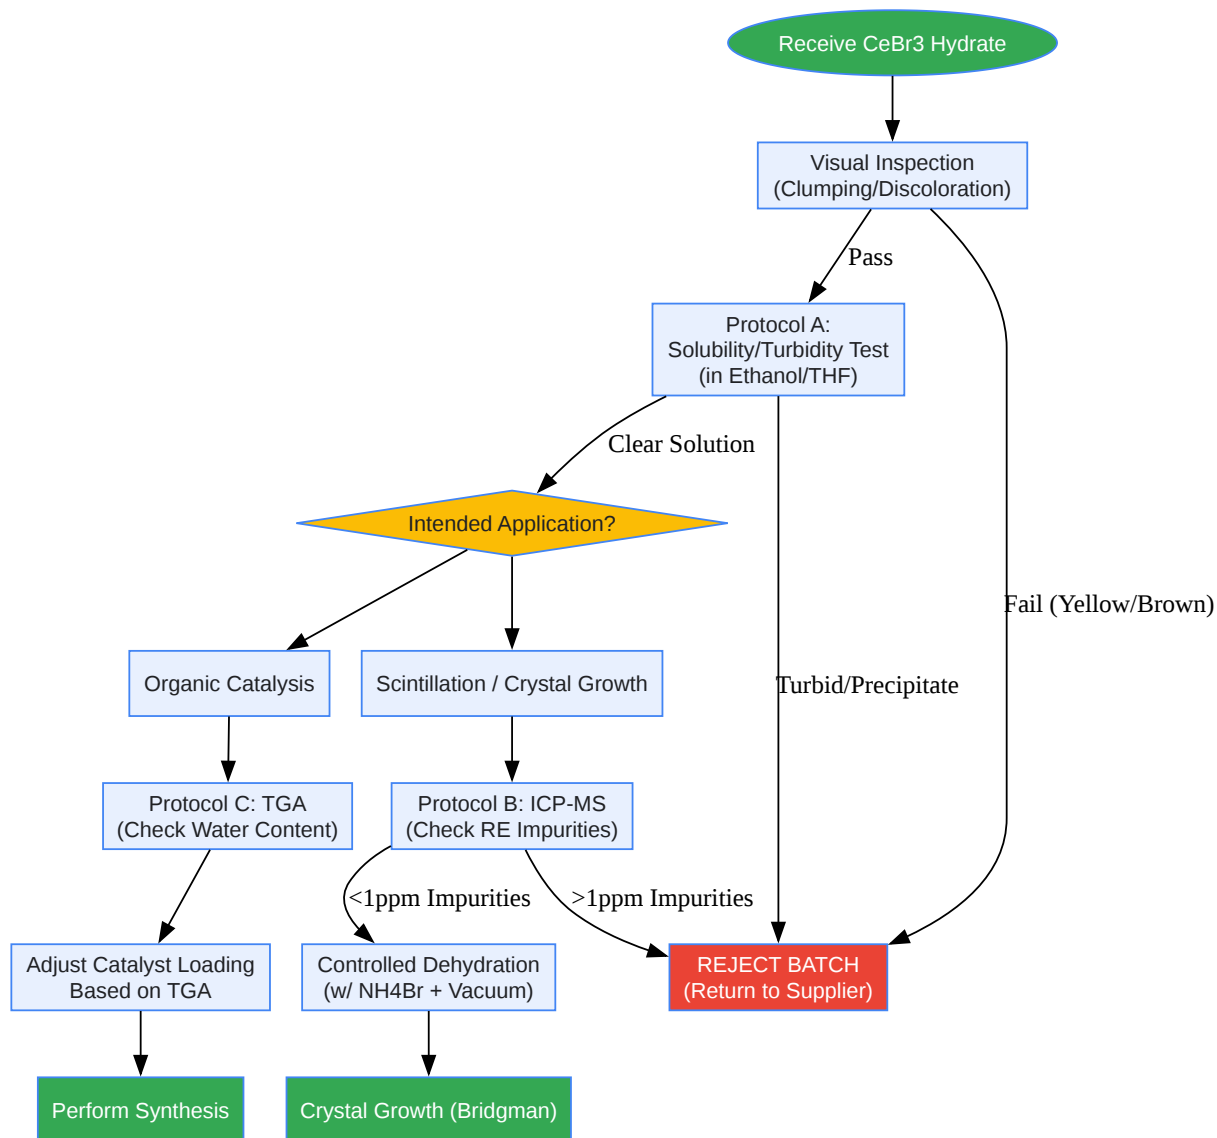 Receive CeBr3 Hydrate
Visual Inspection
(Clumping/Discoloration)
Pass
Protocol A:
Solubility/Turbidity Test
(in Ethanol/THF)
Clear Solution
Intended Application?
Fail (Yellow/Brown)
Organic Catalysis
Scintillation / Crystal Growth
Turbid/Precipitate
Protocol C: TGA
(Check Water Content)
Protocol B: ICP-MS
(Check RE Impurities)
<1ppm Impurities
>1ppm Impurities
Adjust Catalyst Loading
Based on TGA
Controlled Dehydration
(w/ NH4Br + Vacuum)
REJECT BATCH
(Return to Supplier)
Perform Synthesis
Crystal Growth (Bridgman)